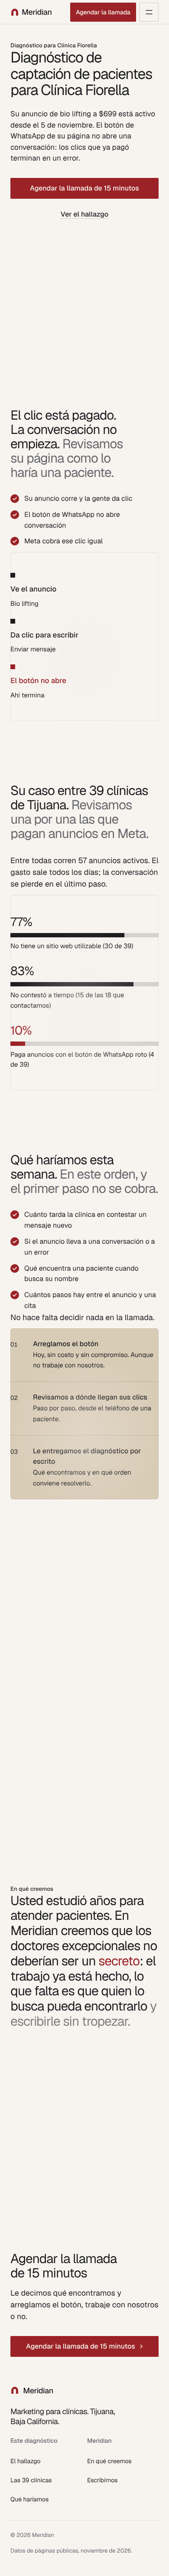 Meridian
Agendar la llamada
Diagnóstico para Clínica Fiorella
Diagnóstico de
captación de pacientes
para Clínica Fiorella
Su anuncio de bio lifting a $699 está activo
desde el 5 de noviembre. El botón de
WhatsApp de su página no abre una
conversación: los clics que ya pagó
terminan en un error.
Agendar la llamada de 15 minutos
Ver el hallazgo
El clic está pagado.
La conversación no
empieza. Revisamos
su página como lo
haría una paciente.
Su anuncio corre y la gente da clic
El botón de WhatsApp no abre
conversación
Meta cobra ese clic igual
Ve el anuncio
Bio lifting
Da clic para escribir
Enviar mensaje
El botón no abre
Ahí termina
Su caso entre 39 clínicas
de Tijuana. Revisamos
una por una las que
pagan anuncios en Meta.
Entre todas corren 57 anuncios activos. El
gasto sale todos los días; la conversación
se pierde en el último paso.
77%
No tiene un sitio web utilizable (30 de 39)
83%
No contestó a tiempo (15 de las 18 que
contactamos)
10%
Paga anuncios con el botón de WhatsApp roto (4
de 39)
Qué haríamos esta
semana. En este orden, y
el primer paso no se cobra.
Cuánto tarda la clínica en contestar un
mensaje nuevo
Si el anuncio lleva a una conversación o a
un error
Qué encuentra una paciente cuando
busca su nombre
Cuántos pasos hay entre el anuncio y una
cita
No hace falta decidir nada en la llamada.
01
Arreglamos el botón
Hoy, sin costo y sin compromiso. Aunque
no trabaje con nosotros.
02
Revisamos a dónde llegan sus clics
Paso por paso, desde el teléfono de una
paciente.
03
Le entregamos el diagnóstico por
escrito
Qué encontramos y en qué orden
conviene resolverlo.
En qué creemos
Usted estudió años para
atender pacientes. En
Meridian creemos que los
doctores excepcionales no
deberían ser un secreto: el
trabajo ya está hecho, lo
que falta es que quien lo
busca pueda encontrarlo y
escribirle sin tropezar.
Agendar la llamada
de 15 minutos
Le decimos qué encontramos y
arreglamos el botón, trabaje con nosotros
o no.
Agendar la llamada de 15 minutos
Meridian
Marketing para clínicas. Tijuana,
Baja California.
Este diagnóstico
Meridian
El hallazgo
En qué creemos
Las 39 clínicas
Escribirnos
Qué haríamos
© 2026 Meridian
Datos de páginas públicas, noviembre de 2026.